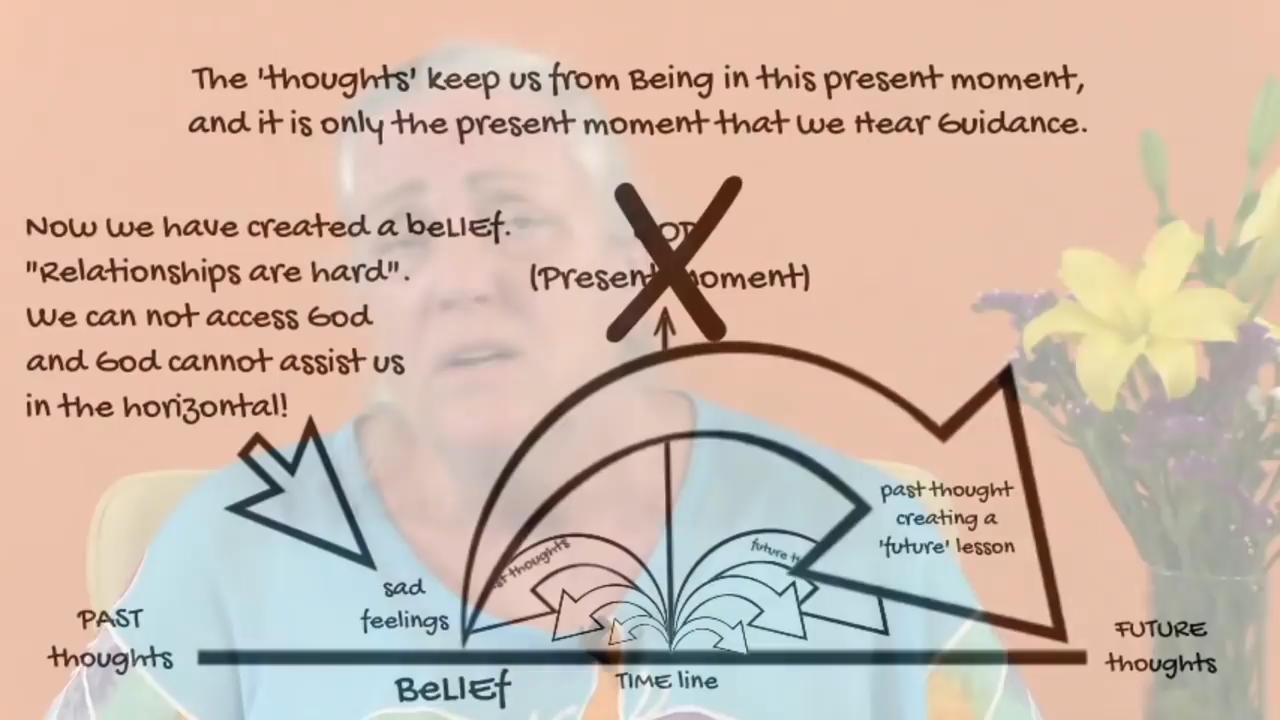 The 'thoughts' keep us from Being in this present moment,
and it is only the present moment that we Hear Guidance.
Now we have created a beLIEf.
"Relationships are hard".
We can not access God
and God cannot assist us
in the horizontal!
(Present moment)
past thought
creating a
'future' lesson
thoughts
future
sad
feelings
PAST
thoughts
FUTURE
thoughts
BeLIEf
TIME line